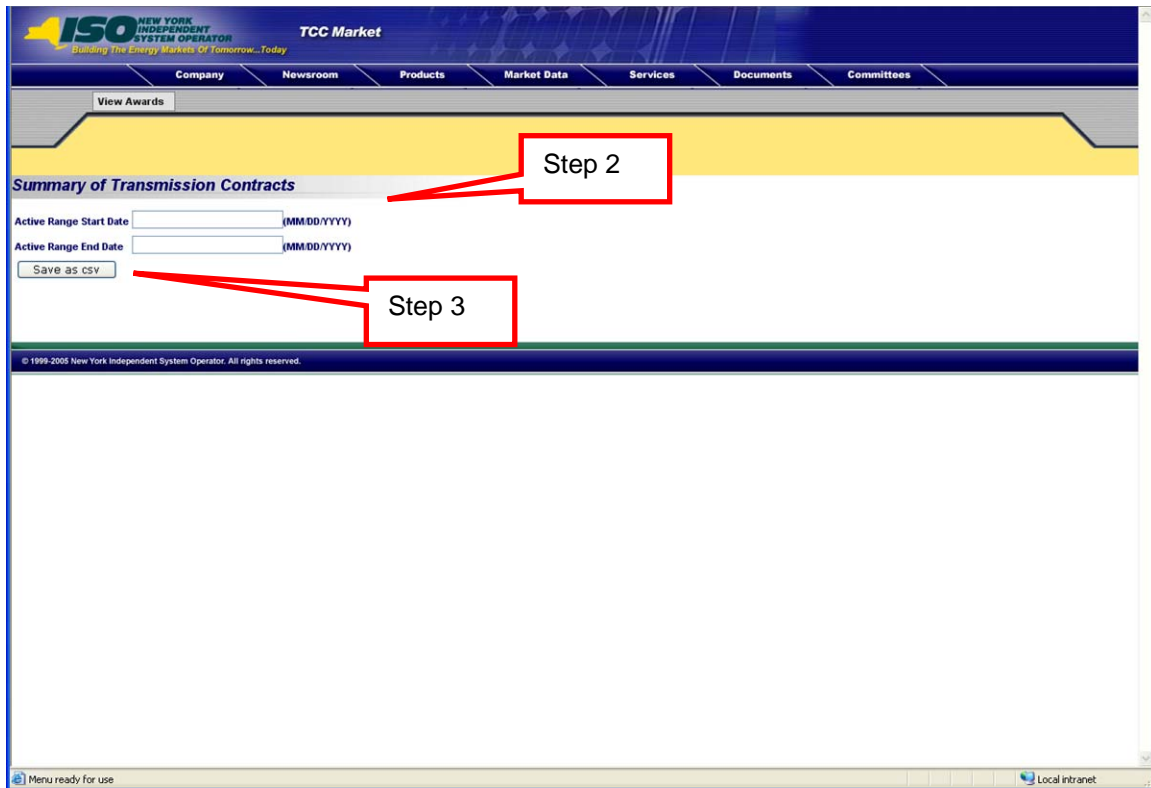 ISO NEW YORK
INDEPENDENT
SYSTEM OPERATOR
Building The Energy Markets Of Tomorrow...Today
TCC Market
Company Newsroom Products Market Data Services Documents Committees
View Awards
Step 2
Summary of Transmission Contracts
Active Range Start Date (MM/DD/YYYY)
Active Range End Date (MM/DD/YYYY)
Save as csv
Step 3
© 1999-2005 New York Independent System Operator. All rights reserved.
Menu ready for use Local intranet